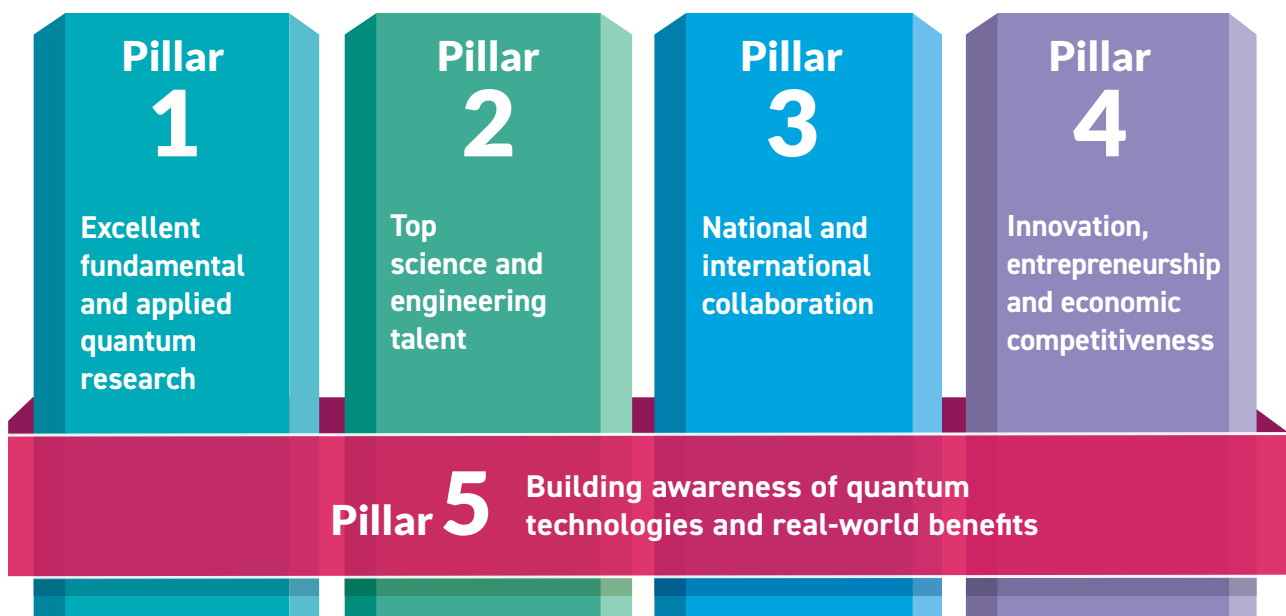 Pillar
1
Excellent
fundamental
and applied
quantum
research
Pillar
2
Top
science and
engineering
talent
Pillar
3
National and
international
collaboration
Pillar
4
Innovation,
entrepreneurship
and economic
competitiveness
Pillar 5
Building awareness of quantum
technologies and real-world benefits